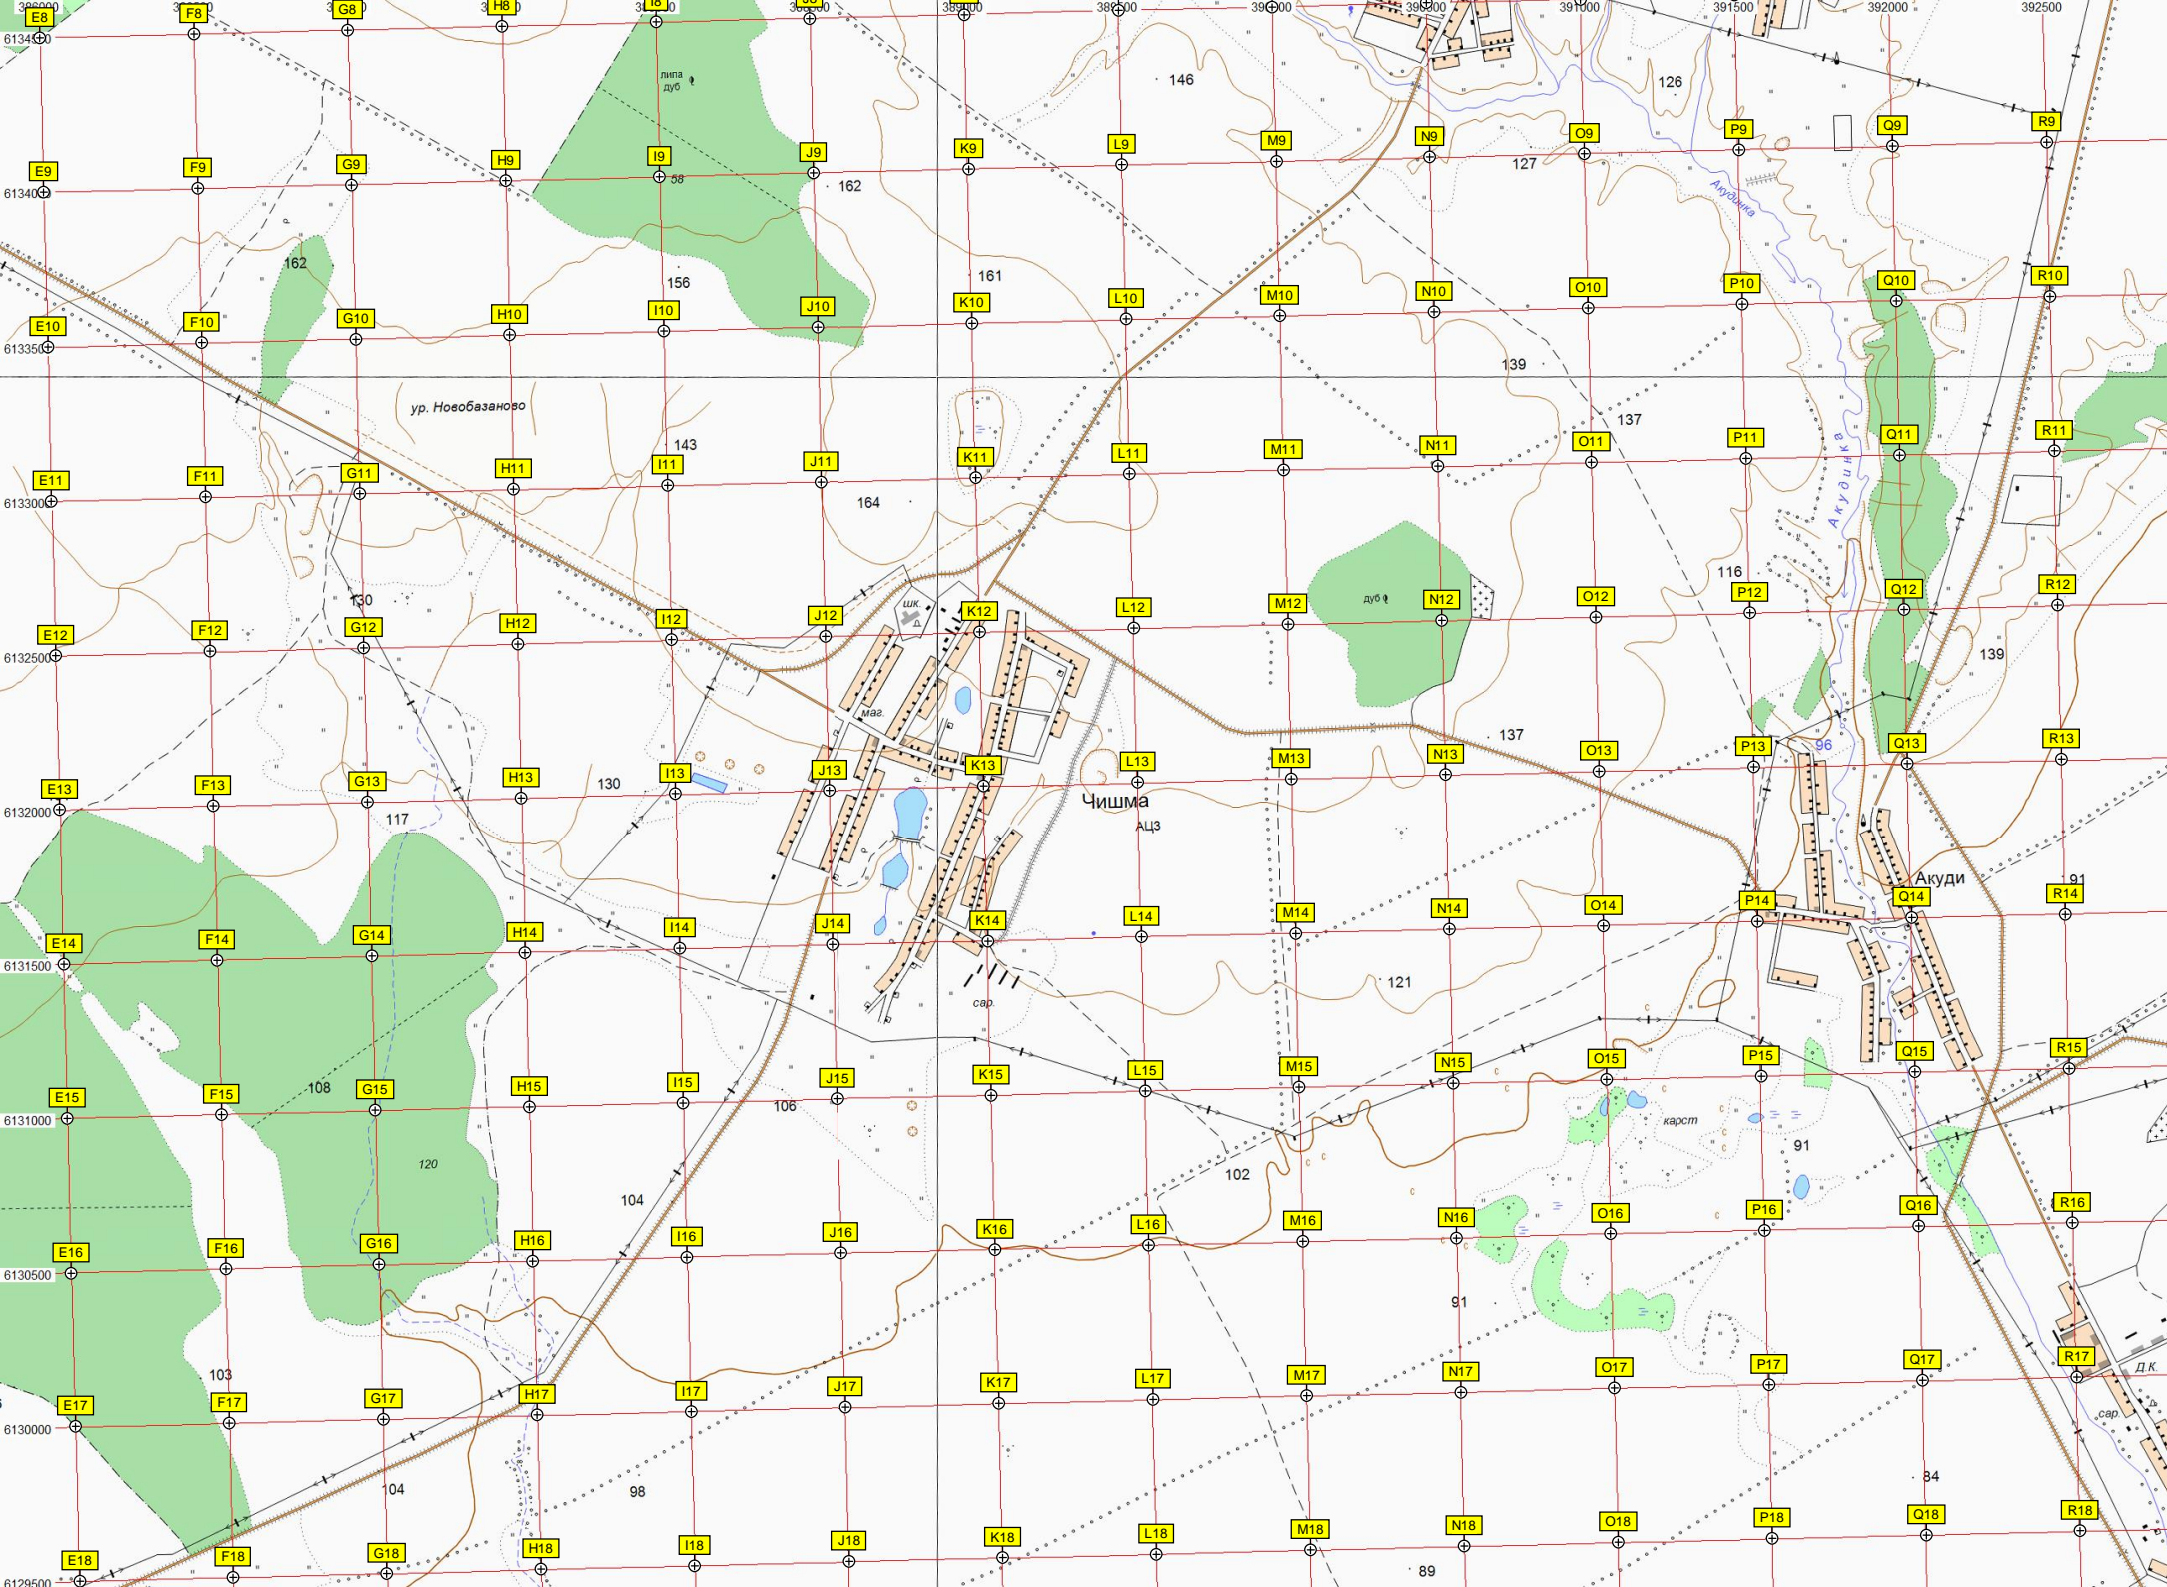 389000
391000
391500
392000
392500
E8
F8
G8
H8
I8
6134500
липа
дуб
146
126
E9
F9
G9
H9
I9
J9
K9
L9
M9
N9
O9
P9
Q9
R9
58
162
127
Акудинка
162
156
161
E10
F10
G10
H10
I10
J10
K10
L10
M10
N10
O10
P10
Q10
R10
6133500
139
ур. Новобазаново
143
137
E11
F11
G11
H11
I11
J11
K11
L11
M11
N11
O11
P11
Q11
R11
6133000
164
Акудинка
130
116
шк.
дуб
E12
F12
G12
H12
I12
J12
K12
L12
M12
N12
O12
P12
Q12
R12
6132500
139
маг.
137
96
E13
F13
G13
H13
I13
J13
K13
L13
M13
N13
O13
P13
Q13
R13
6132000
130
117
Чишма
АЦЗ
Акуди
91
E14
F14
G14
H14
I14
J14
K14
L14
M14
N14
O14
P14
Q14
R14
6131500
121
сар.
E15
F15
G15
H15
I15
J15
K15
L15
M15
N15
O15
P15
Q15
R15
6131000
108
106
карст
91
120
102
104
E16
F16
G16
H16
I16
J16
K16
L16
M16
N16
O16
P16
Q16
R16
6130500
91
103
Д.К.
E17
F17
G17
H17
I17
J17
K17
L17
M17
N17
O17
P17
Q17
R17
6130000
сар.
104
98
84
E18
F18
G18
H18
I18
J18
K18
L18
M18
N18
O18
P18
Q18
R18
6129500
89